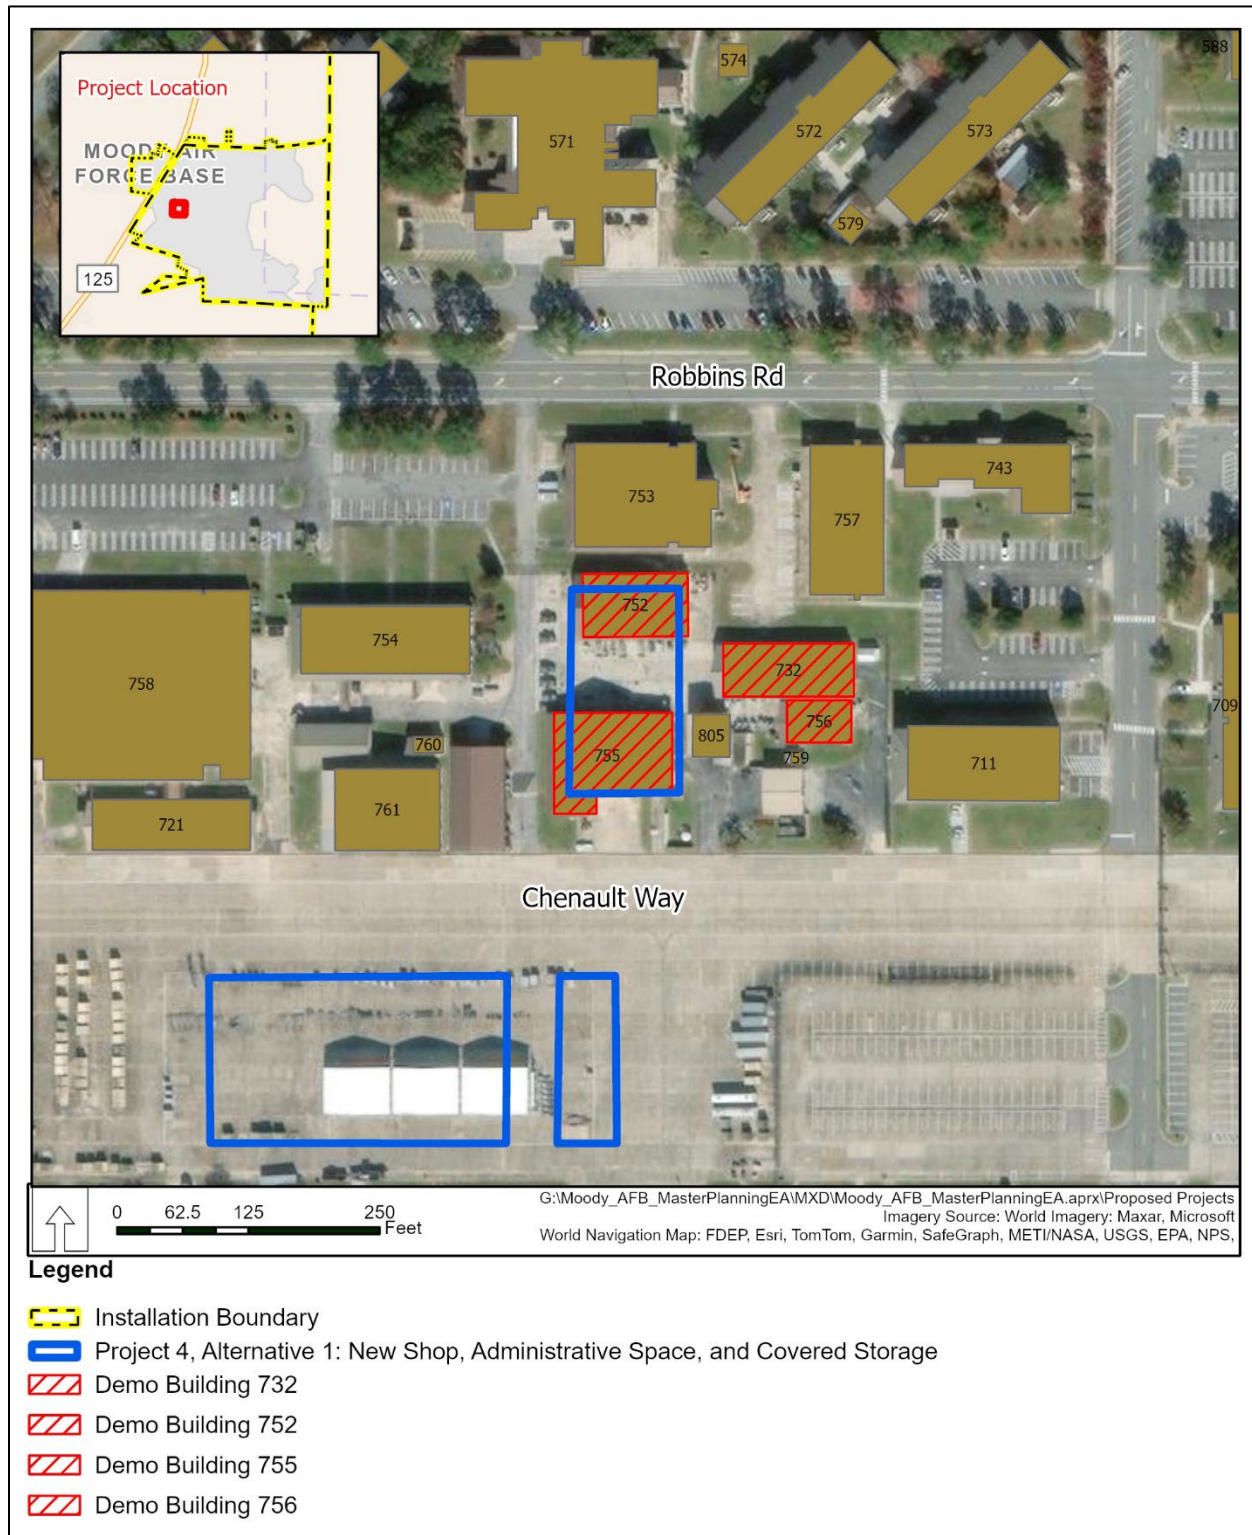 Project Location
MOODY AIR
FORCE BASE
125
588
574
571
572
573
579
Robbins Rd
753
757
743
752
754
732
758
756
755
805
760
759
711
709
721
761
Chenault Way
0 62.5 125 250
Feet
G:\Moody_AFB_MasterPlanningEA\MXD\Moody_AFB_MasterPlanningEA.aprx\Proposed Projects
Imagery Source: World Imagery: Maxar, Microsoft
World Navigation Map: FDEP, Esri, TomTom, Garmin, SafeGraph, METI/NASA, USGS, EPA, NPS,
Legend
Installation Boundary
Project 4, Alternative 1: New Shop, Administrative Space, and Covered Storage
Demo Building 732
Demo Building 752
Demo Building 755
Demo Building 756